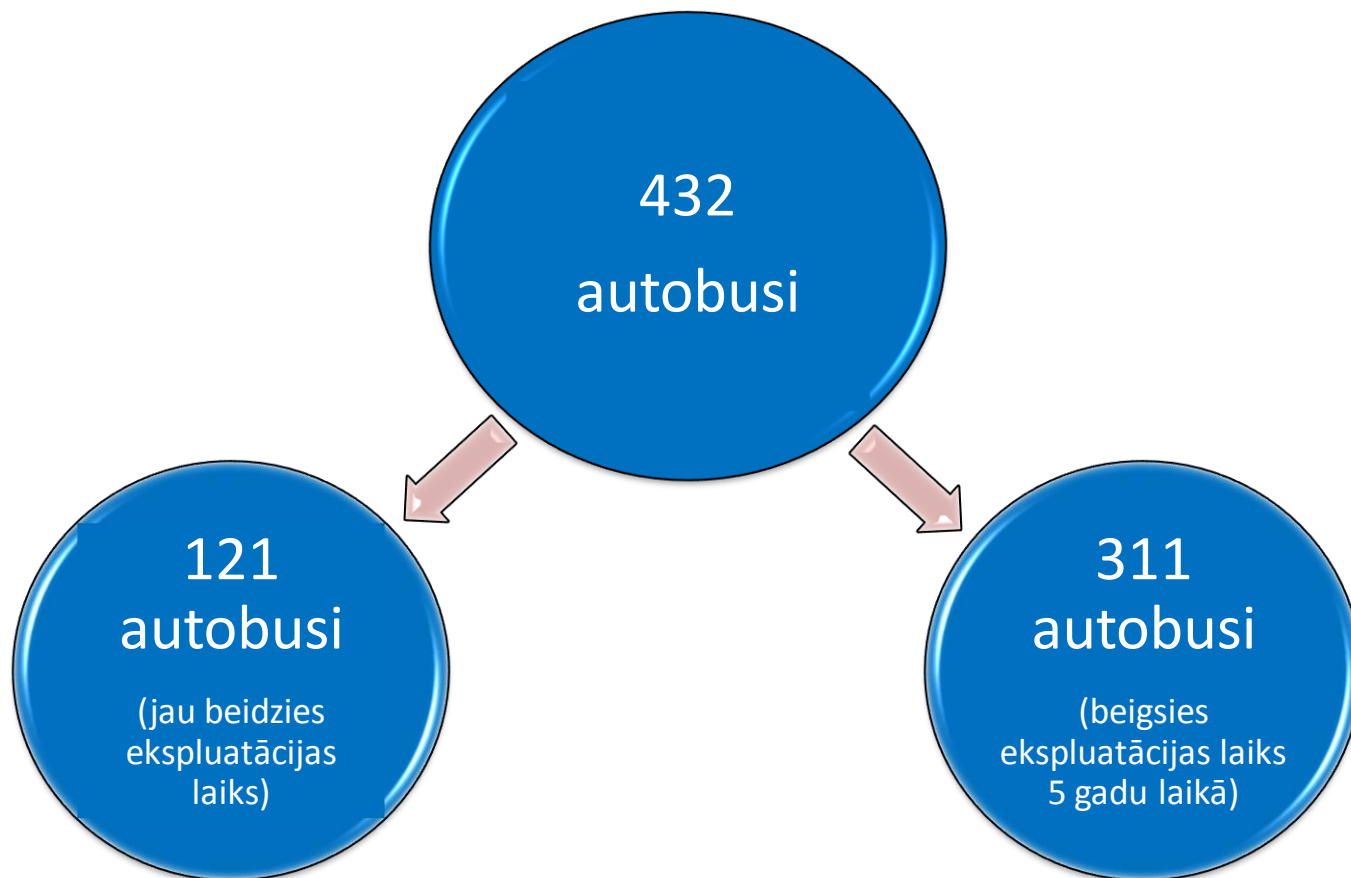 432
autobusi
121
autobusi
(jau beidzies
ekspluatācijas
laiks)
311
autobusi
(beigsies
ekspluatācijas laiks
5 gadu laikā)